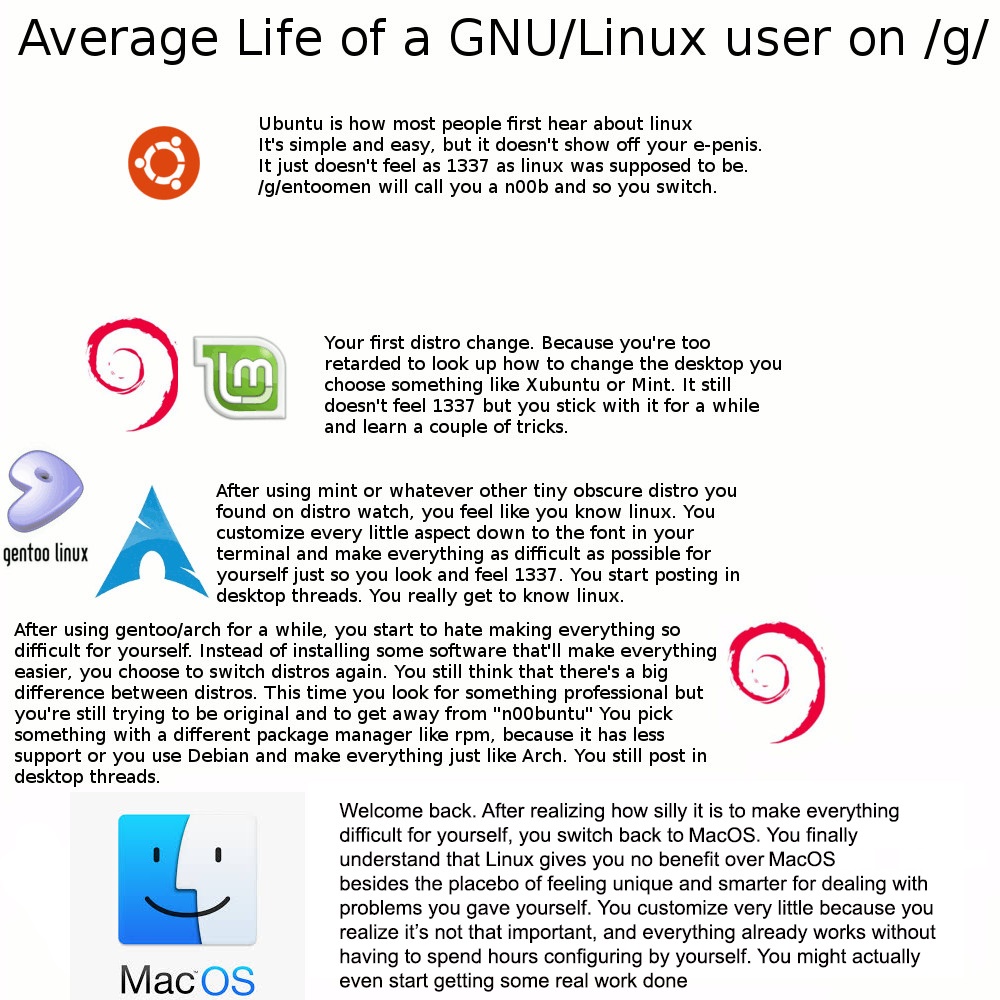 Average Life of a GNU/Linux user on /g/
Ubuntu is how most people first hear about linux
It's simple and easy, but it doesn't show off your e-penis.
It just doesn't feel as 1337 as linux was supposed to be.
/g/entoomen will call you a n00b and so you switch.
Your first distro change. Because you're too
retarded to look up how to change the desktop you
choose something like Xubuntu or Mint. It still
doesn't feel 1337 but you stick with it for a while
and learn a couple of tricks.
lm
gentoo linux
After using mint or whatever other tiny obscure distro you
found on distro watch, you feel like you know linux. You
customize every little aspect down to the font in your
terminal and make everything as difficult as possible for
yourself just so you look and feel 1337. You start posting in
desktop threads. You really get to know linux.
After using gentoo/arch for a while, you start to hate making everything so
difficult for yourself. Instead of installing some software that'll make everything
easier, you choose to switch distros again. You still think that there's a big
difference between distros. This time you look for something professional but
you're still trying to be original and to get away from "n00buntu" You pick
something with a different package manager like rpm, because it has less
support or you use Debian and make everything just like Arch. You still post in
desktop threads.
Welcome back. After realizing how silly it is to make everything
difficult for yourself, you switch back to MacOS. You finally
understand that Linux gives you no benefit over MacOS
besides the placebo of feeling unique and smarter for dealing with
problems you gave yourself. You customize very little because you
realize it's not that important, and everything already works without
having to spend hours configuring by yourself. You might actually
even start getting some real work done
Mac™OS